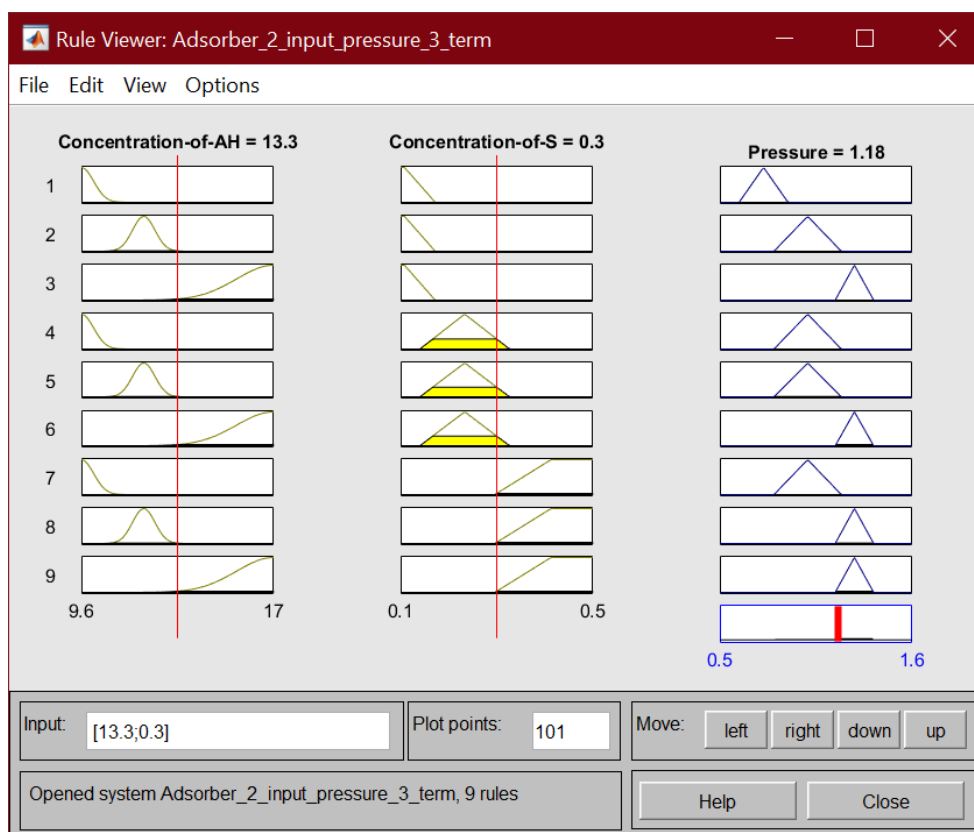 Rule Viewer: Adsorber_2_input_pressure_3_term
File Edit View Options
Concentration-of-AH = 13.3
Concentration-of-S = 0.3
Pressure = 1.18
1
2
3
4
5
6
7
8
9
9.6 17
0.1 0.5
0.5 1.6
Input: [13.3;0.3]
Plot points: 101
Move: left right down up
Opened system Adsorber_2_input_pressure_3_term, 9 rules
Help Close